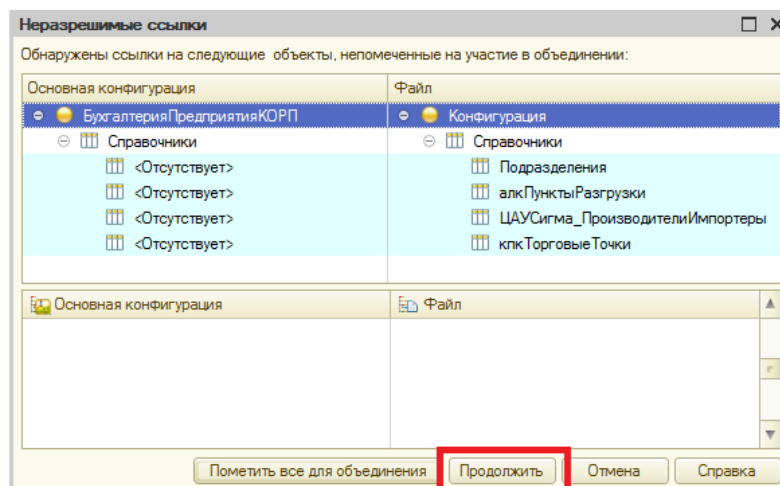 Неразрешимые ссылки
Обнаружены ссылки на следующие объекты, непомеченные на участие в объединении:
Основная конфигурация Файл
БухгалтерияПредприятияКОРП Конфигурация
Справочники Справочники
<Отсутствует> Подразделения
<Отсутствует> алкПунктыРазгрузки
<Отсутствует> ЦАУСигма_ПроизводителиИмпортеры
<Отсутствует> кпкТорговыеТочки
Основная конфигурация Файл
Пометить все для объединения Продолжить Отмена Справка